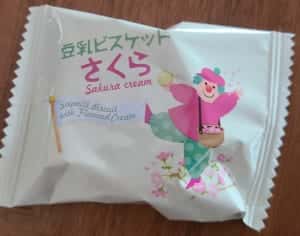 豆乳ビスケット
さくら
Sakura cream
Soymilk Biscuit
with Flavored Cream